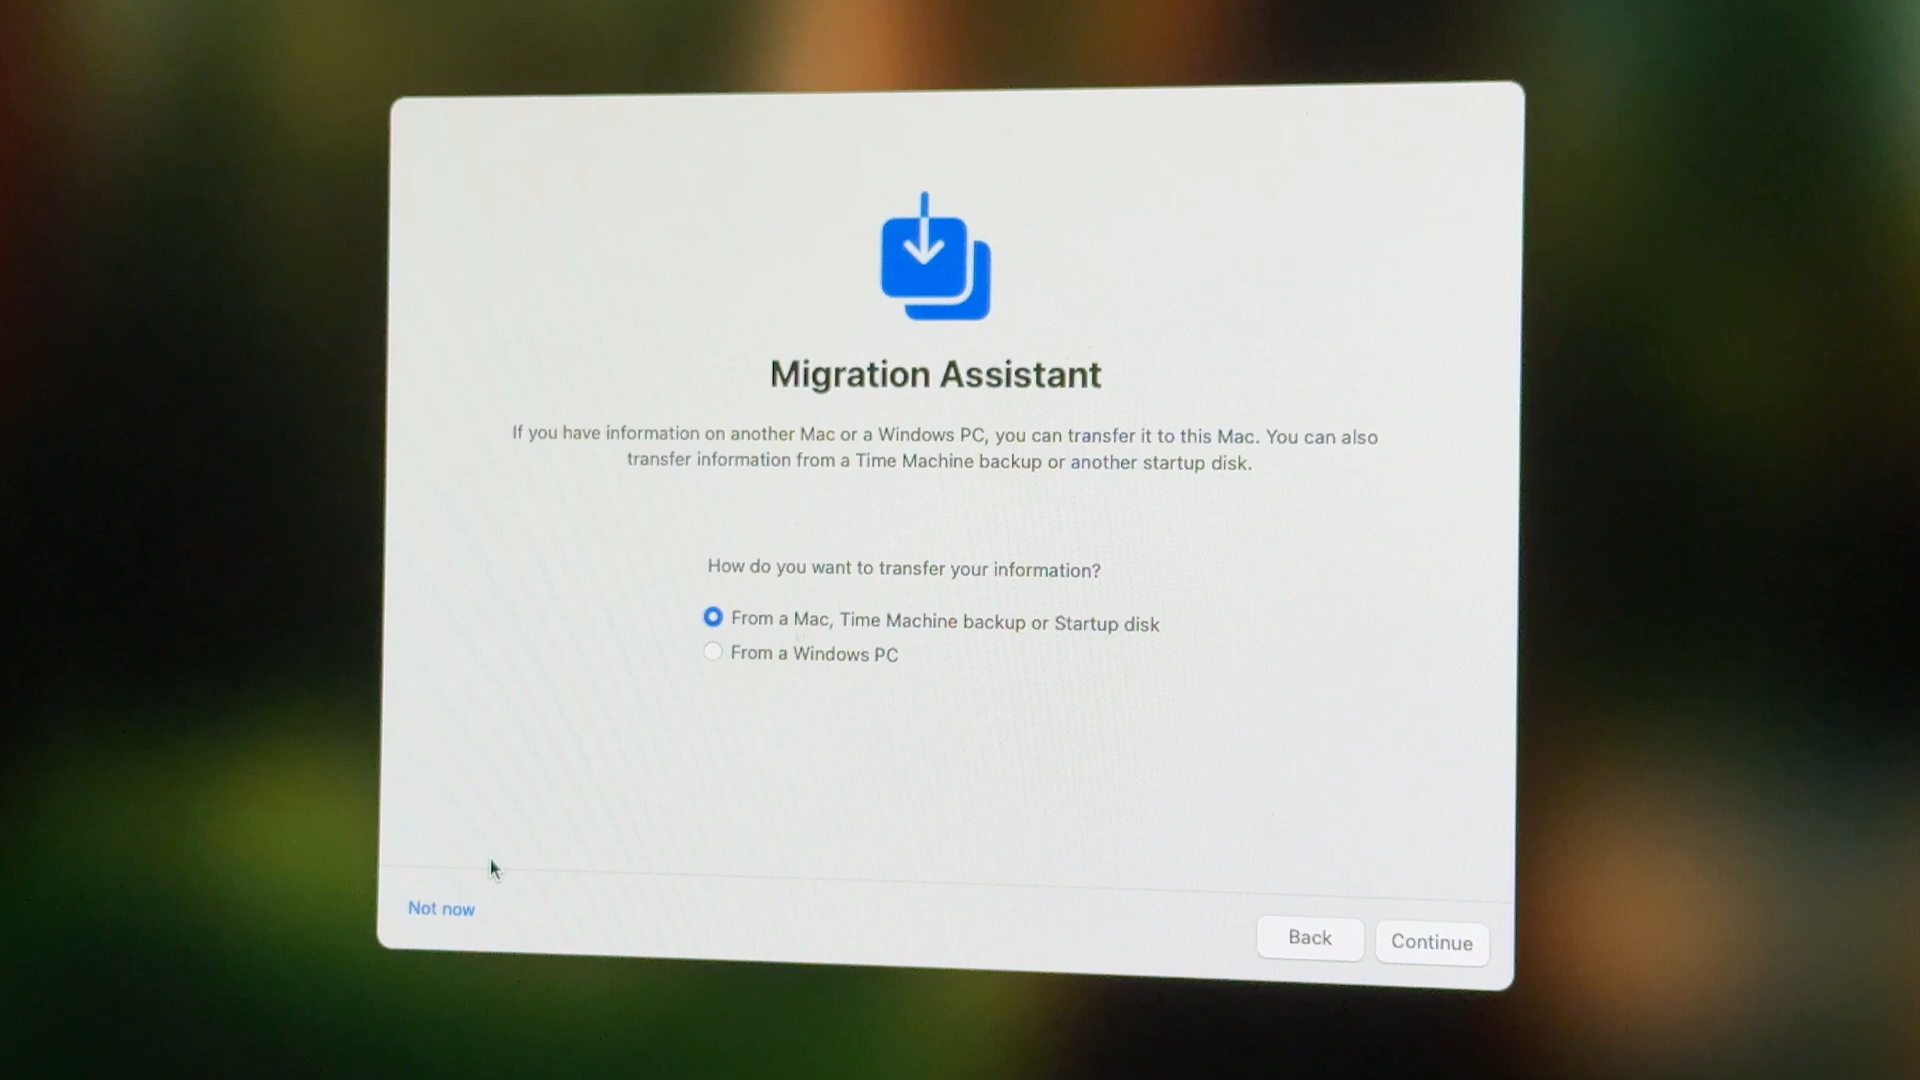 Migration Assistant
If you have information on another Mac or a Windows PC, you can transfer it to this Mac. You can also
transfer information from a Time Machine backup or another startup disk.
How do you want to transfer your information?
From a Mac, Time Machine backup or Startup disk
From a Windows PC
Not now
Back
Continue